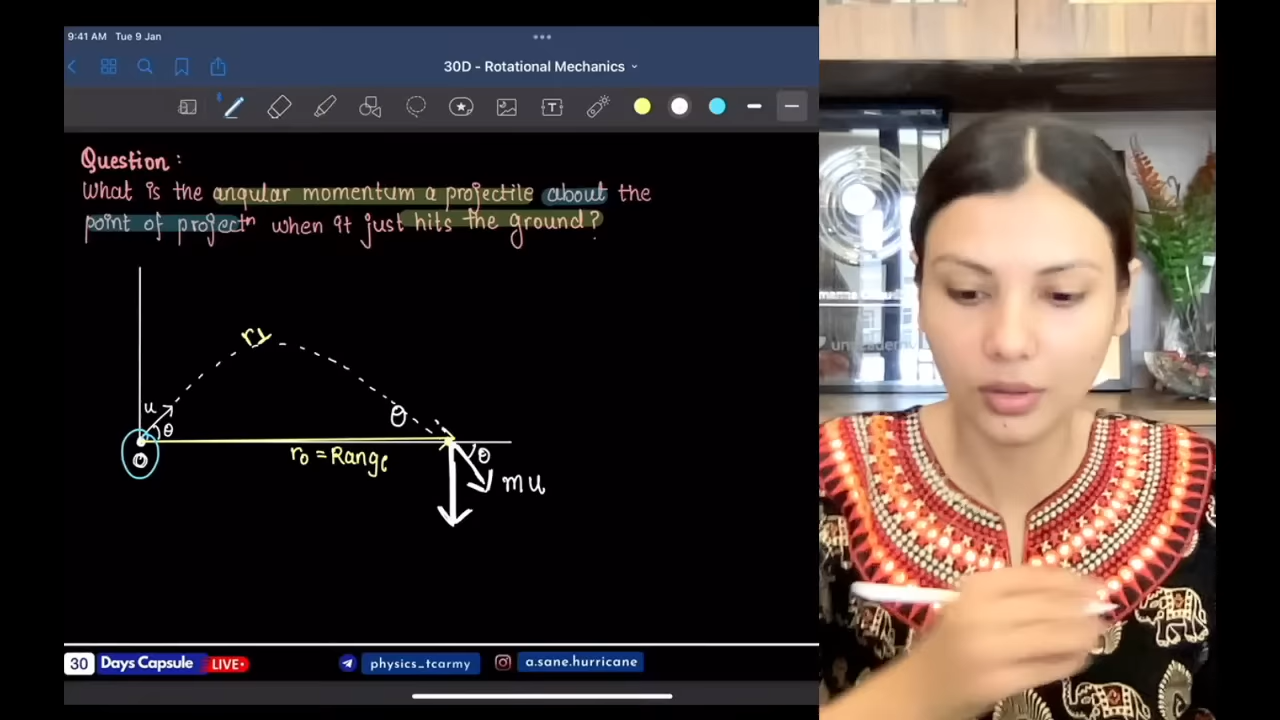 9:41 AM Tue 9 Jan
30D - Rotational Mechanics
Question:
What is the angular momentum a projectile about the
point of projectⁿ when it just hits the ground?
r⊥
u
θ
θ
O
r₀ = Range
θ
mu
30 Days Capsule LIVE
physics_tcarmy
a.sane.hurricane